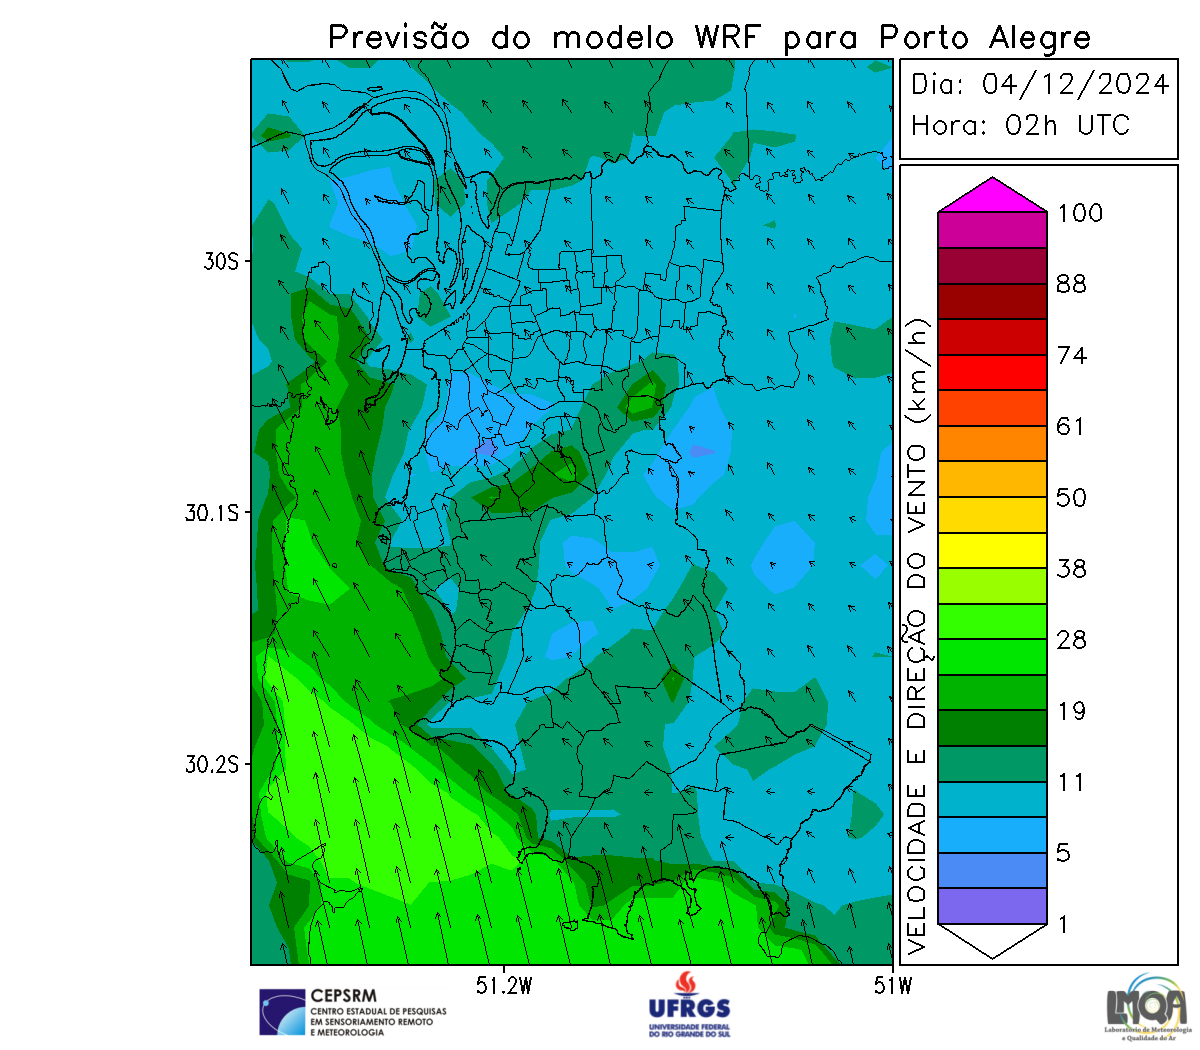 Previsão do modelo WRF para Porto Alegre
Dia: 04/12/2024
Hora: 02h UTC
30S
30.1S
30.2S
51.2W
51W
VELOCIDADE E DIREÇÃO DO VENTO (km/h)
100
88
74
61
50
38
28
19
11
5
1
CEPSRM
CENTRO ESTADUAL DE PESQUISAS
EM SENSORIAMENTO REMOTO
E METEOROLOGIA
UFRGS
UNIVERSIDADE FEDERAL
DO RIO GRANDE DO SUL
LMQA
Laboratório de Meteorologia
e Qualidade do Ar